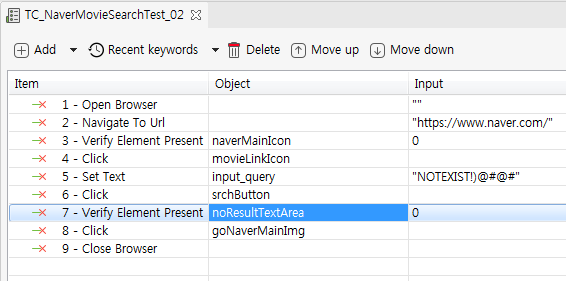 TC_NaverMovieSearchTest_02
Add Recent keywords Delete Move up Move down
Item Object Input
1 - Open Browser ""
2 - Navigate To Url "https://www.naver.com/"
3 - Verify Element Present naverMainIcon 0
4 - Click movieLinkIcon
5 - Set Text input_query "NOTEXIST!)@#@#"
6 - Click srchButton
7 - Verify Element Present noResultTextArea 0
8 - Click goNaverMainImg
9 - Close Browser